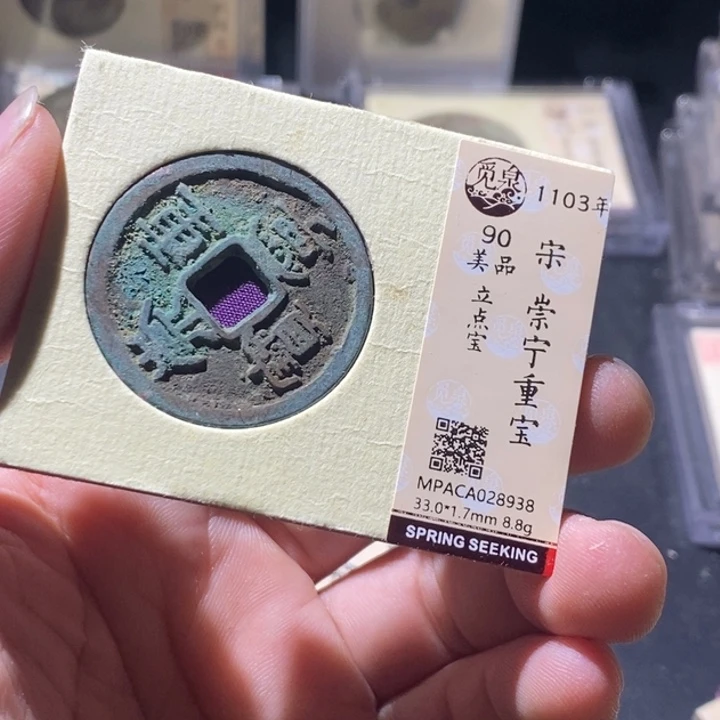 觅泉
1103年
90
美品
立点宝
宋 崇宁重宝
MPACA028938
33.0*1.7mm 8.8g
SPRING SEEKING
崇寧重寳